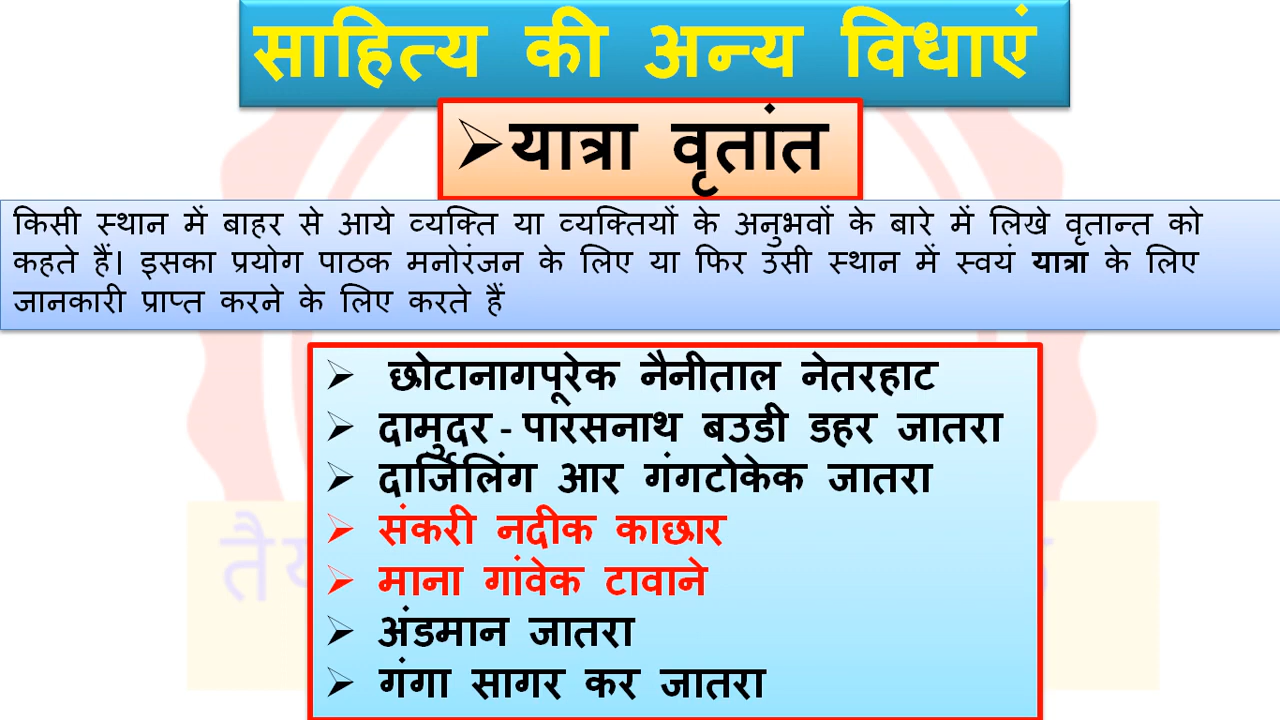 साहित्य की अन्य विधाएं
यात्रा वृतांत
किसी स्थान में बाहर से आये व्यक्ति या व्यक्तियों के अनुभवों के बारे में लिखे वृतान्त को
कहते हैं। इसका प्रयोग पाठक मनोरंजन के लिए या फिर उसी स्थान में स्वयं यात्रा के लिए
जानकारी प्राप्त करने के लिए करते हैं
छोटानागपूरेक नैनीताल नेतरहाट
दामुदर - पारसनाथ बउडी डहर जातरा
दार्जिलिंग आर गंगटोकेक जातरा
संकरी नदीक काछार
माना गांवेक टावाने
अंडमान जातरा
गंगा सागर कर जातरा